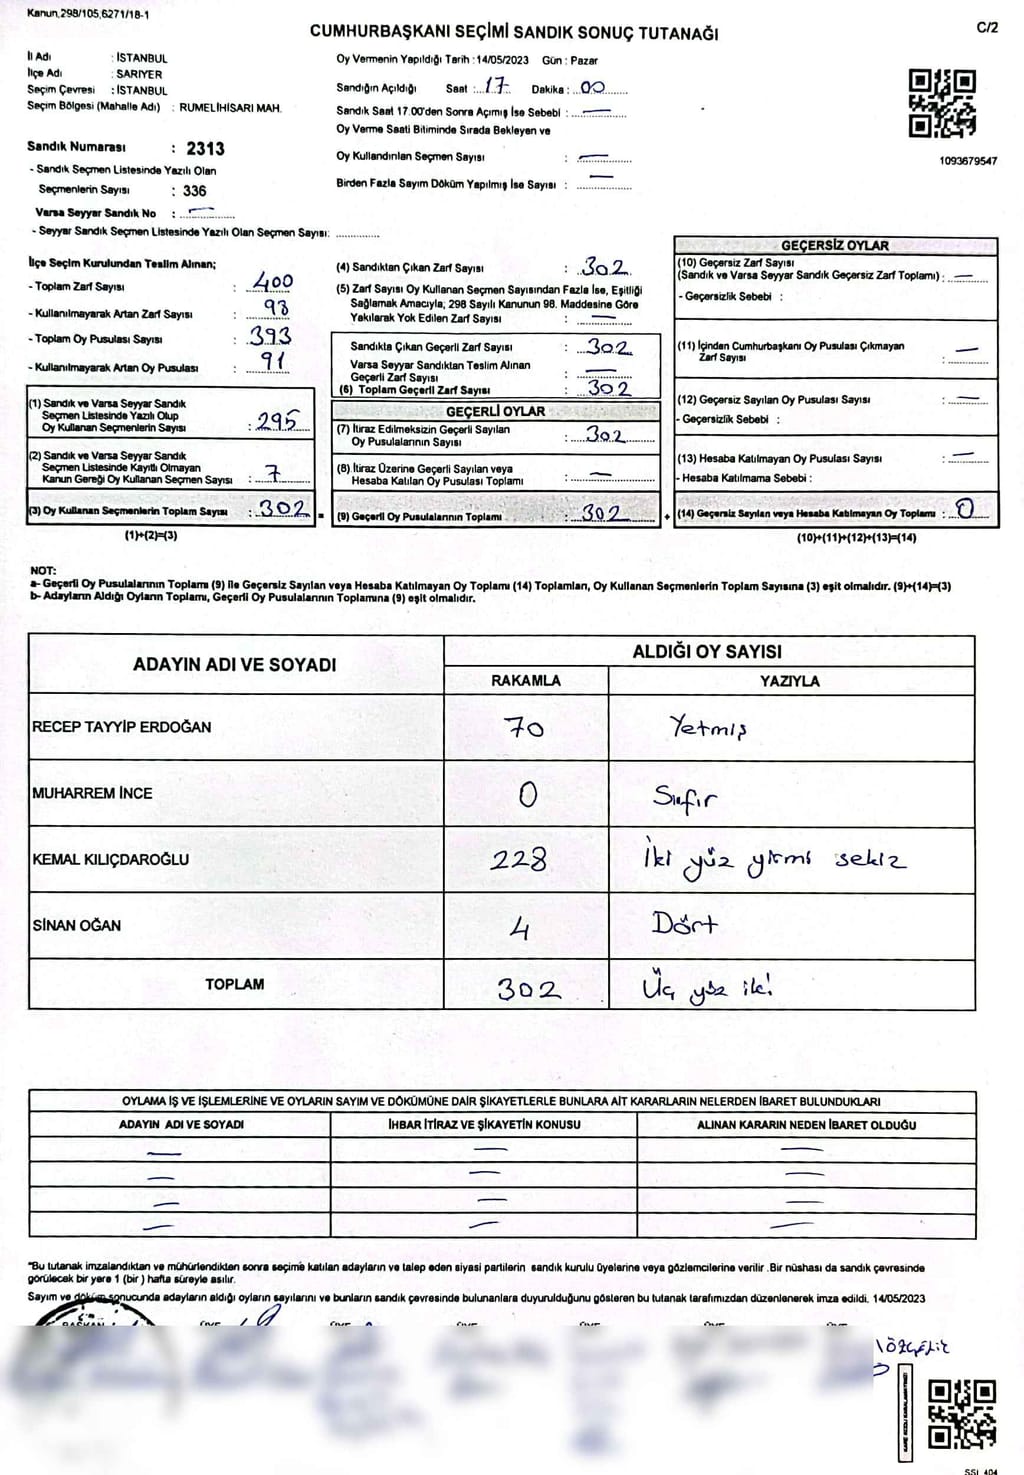 Kanun,298/105,6271/18-1
CUMHURBAŞKANI SEÇİMİ SANDIK SONUÇ TUTANAĞI
C/2
İl Adı : İSTANBUL
İlçe Adı : SARIYER
Seçim Çevresi : İSTANBUL
Seçim Bölgesi (Mahalle Adı) : RUMELİHİSARI MAH.
Sandık Numarası : 2313
- Sandık Seçmen Listesinde Yazılı Olan
Seçmenlerin Sayısı : 336
Varsa Seyyar Sandık No : —
- Seyyar Sandık Seçmen Listesinde Yazılı Olan Seçmen Sayısı: ............
Oy Vermenin Yapıldığı Tarih : 14/05/2023 Gün : Pazar
Sandığın Açıldığı Saat : 17 Dakika : 00
Sandık Saat 17.00'den Sonra Açımış İse Sebebi : —
Oy Verme Saati Bitiminde Sırada Bekleyen ve
Oy Kullandırılan Seçmen Sayısı : —
Birden Fazla Sayım Döküm Yapılmış İse Sayısı : —
1093679547
İlçe Seçim Kurulundan Teslim Alınan;
- Toplam Zarf Sayısı : 400
- Kullanılmayarak Artan Zarf Sayısı : 98
- Toplam Oy Pusulası Sayısı : 393
- Kullanılmayarak Artan Oy Pusulası : 91
(1) Sandık ve Varsa Seyyar Sandık
Seçmen Listesinde Yazılı Olup
Oy Kullanan Seçmenlerin Sayısı : 295
(2) Sandık ve Varsa Seyyar Sandık
Seçmen Listesinde Kayıtlı Olmayan
Kanun Gereği Oy Kullanan Seçmen Sayısı : 7
(3) Oy Kullanan Seçmenlerin Toplam Sayısı : 302 =
(1)+(2)=(3)
(4) Sandıktan Çıkan Zarf Sayısı : 302
(5) Zarf Sayısı Oy Kullanan Seçmen Sayısından Fazla İse, Eşitliği
Sağlamak Amacıyla; 298 Sayılı Kanunun 98. Maddesine Göre
Yakılarak Yok Edilen Zarf Sayısı : —
Sandıkta Çıkan Geçerli Zarf Sayısı : 302
Varsa Seyyar Sandıktan Teslim Alınan
Geçerli Zarf Sayısı : —
(6) Toplam Geçerli Zarf Sayısı : 302
GEÇERLİ OYLAR
(7) İtiraz Edilmeksizin Geçerli Sayılan
Oy Pusulalarının Sayısı : 302
(8) İtiraz Üzerine Geçerli Sayılan veya
Hesaba Katılan Oy Pusulası Toplamı : —
(9) Geçerli Oy Pusulalarının Toplamı : 302 +
GEÇERSİZ OYLAR
(10) Geçersiz Zarf Sayısı
(Sandık ve Varsa Seyyar Sandık Geçersiz Zarf Toplamı) : —
- Geçersizlik Sebebi :
(11) İçinden Cumhurbaşkanı Oy Pusulası Çıkmayan
Zarf Sayısı : —
(12) Geçersiz Sayılan Oy Pusulası Sayısı : —
- Geçersizlik Sebebi :
(13) Hesaba Katılmayan Oy Pusulası Sayısı : —
- Hesaba Katılmama Sebebi :
(14) Geçersiz Sayılan veya Hesaba Katılmayan Oy Toplamı : 0
(10)+(11)+(12)+(13)=(14)
NOT:
a- Geçerli Oy Pusulalarının Toplamı (9) ile Geçersiz Sayılan veya Hesaba Katılmayan Oy Toplamı (14) Toplamları, Oy Kullanan Seçmenlerin Toplam Sayısına (3) eşit olmalıdır. (9)+(14)=(3)
b- Adayların Aldığı Oyların Toplamı, Geçerli Oy Pusulalarının Toplamına (9) eşit olmalıdır.
ADAYIN ADI VE SOYADI
ALDIĞI OY SAYISI
RAKAMLA YAZIYLA
RECEP TAYYİP ERDOĞAN 70 Yetmiş
MUHARREM İNCE 0 Sıfır
KEMAL KILIÇDAROĞLU 228 İki yüz yirmi sekiz
SİNAN OĞAN 4 Dört
TOPLAM 302 Üç yüz iki
OYLAMA İŞ VE İŞLEMLERİNE VE OYLARIN SAYIM VE DÖKÜMÜNE DAİR ŞİKAYETLERLE BUNLARA AİT KARARLARIN NELERDEN İBARET BULUNDUKLARI
ADAYIN ADI VE SOYADI İHBAR İTİRAZ VE ŞİKAYETİN KONUSU ALINAN KARARIN NEDEN İBARET OLDUĞU
— — —
— — —
— — —
— — —
"Bu tutanak imzalandıktan ve mühürlendikten sonra seçime katılan adayların ve talep eden siyasi partilerin sandık kurulu üyelerine veya gözlemcilerine verilir .Bir nüshası da sandık çevresinde
görülecek bir yere 1 (bir ) hafta süreyle asılır.
Sayım ve döküm sonucunda adayların aldığı oyların sayılarını ve bunların sandık çevresinde bulunanlara duyurulduğunu gösteren bu tutanak tarafımızdan düzenlenerek imza edildi. 14/05/2023
BAŞKAN ÜYE ÜYE ÜYE ÜYE ÜYE ÜYE
KARE KODU KARALAMAYINIZ!